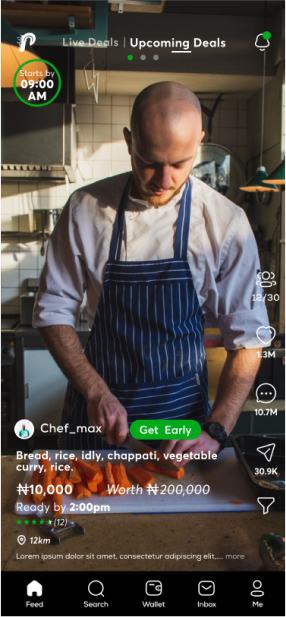 Live Deals | Upcoming Deals
Starts by
09:00
AM
12/30
1.3M
10.7M
30.9K
Chef_max
Get Early
Bread, rice, idly, chappati, vegetable
curry, rice.
₦10,000 Worth ₦200,000
Ready by 2:00pm
(12)
12km
Lorem ipsum dolor sit amet, consectetur adipiscing elit,... more
Feed Search Wallet Inbox Me